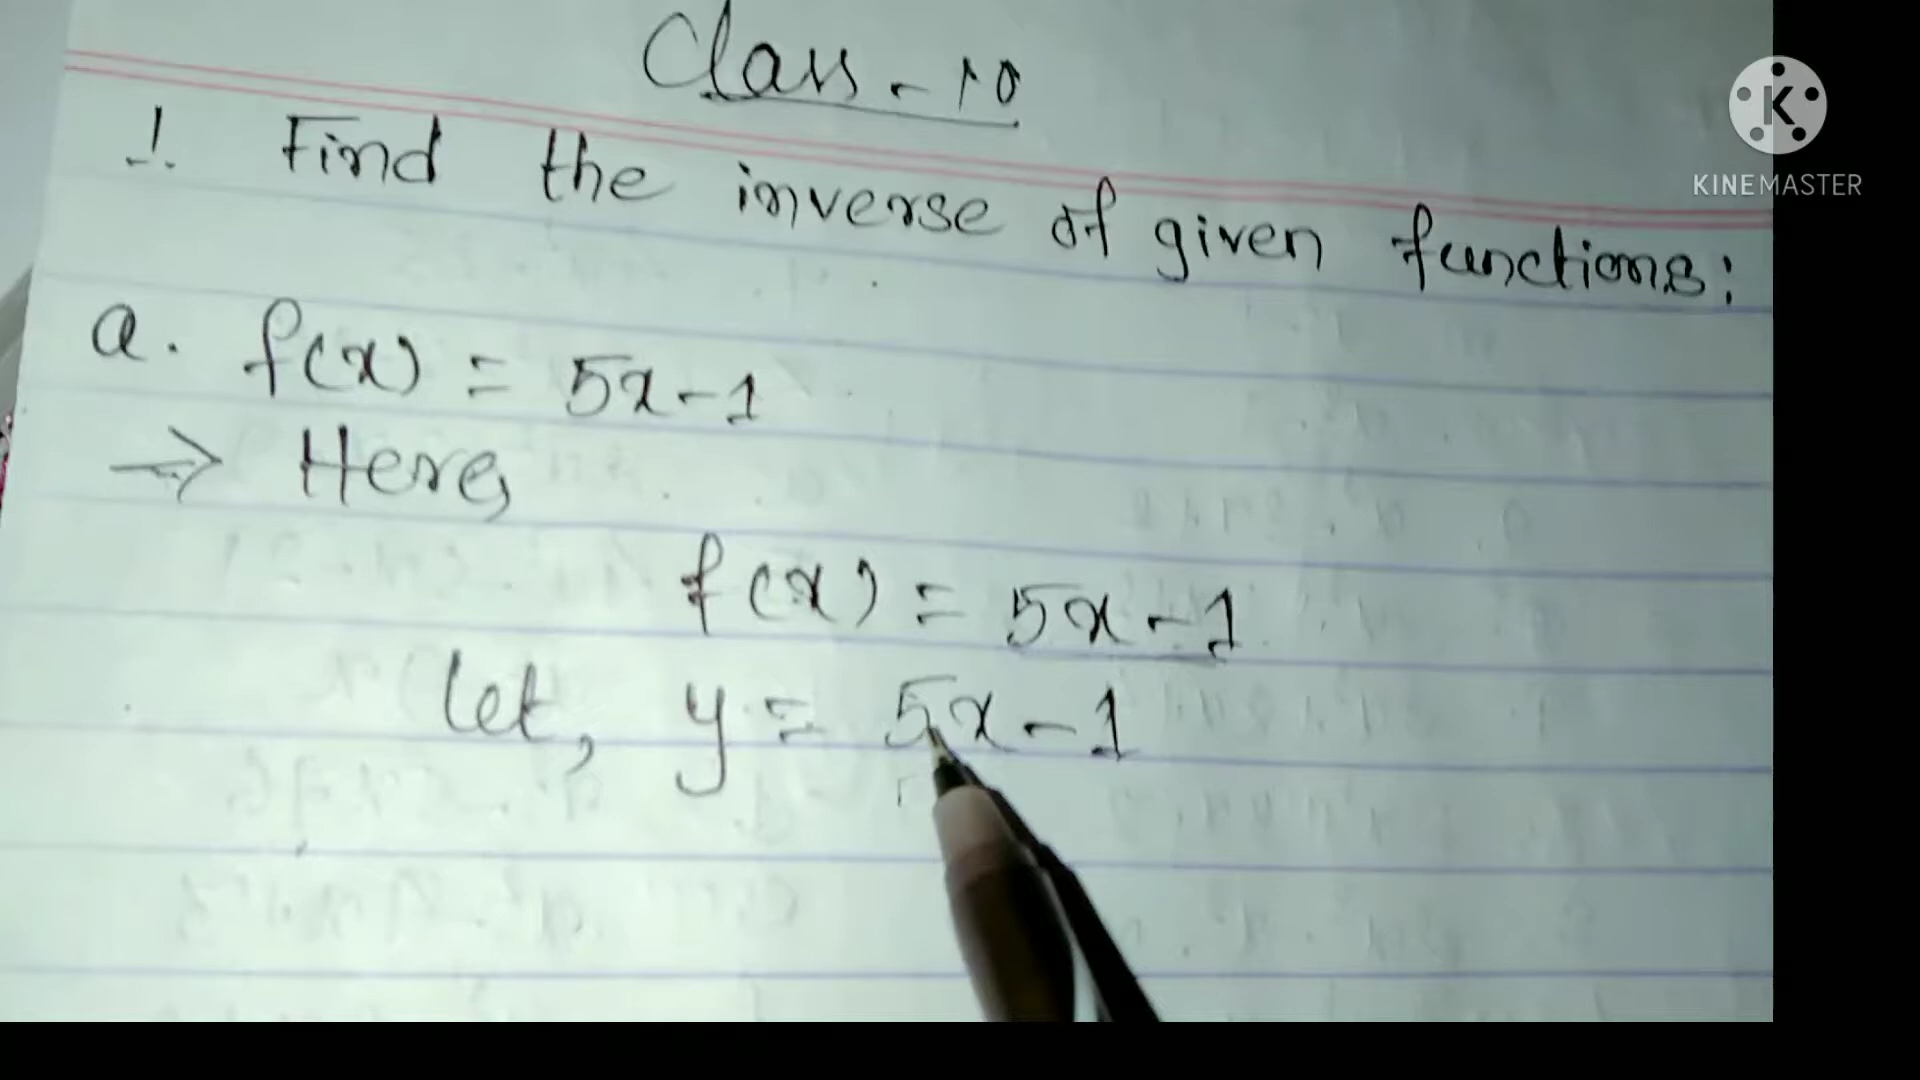 Class - 10
1. Find the inverse of given functions:
a. f(x) = 5x-1
⇒ Here,
f(x) = 5x-1
let, y = 5x-1
K
KINEMASTER